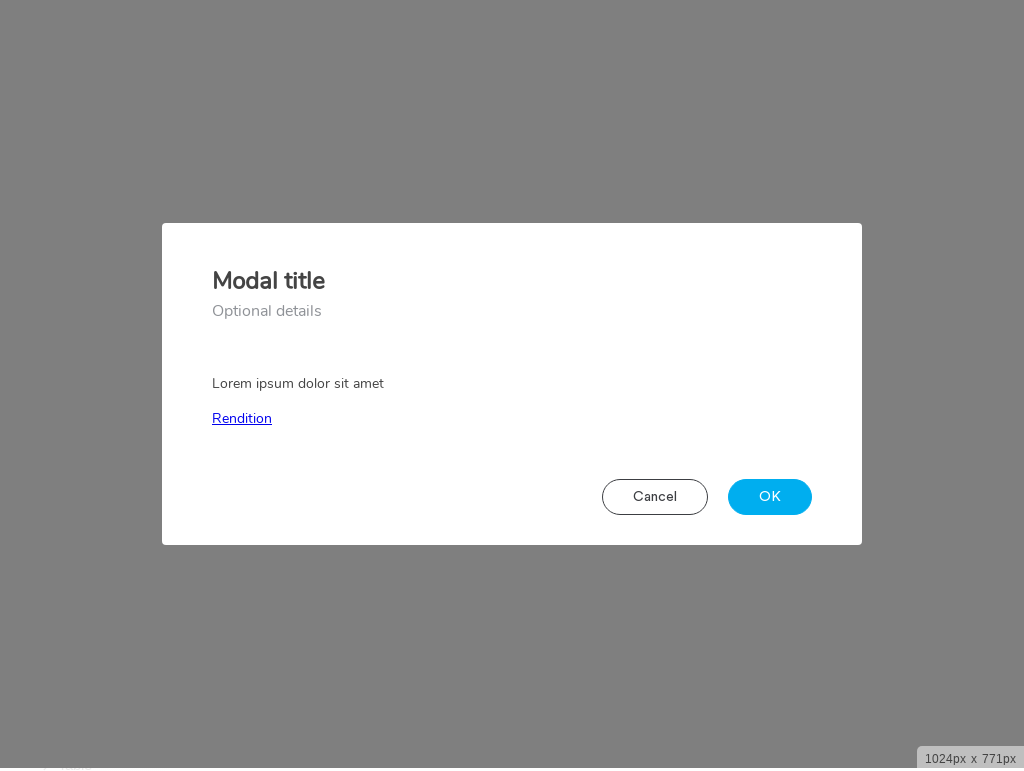 Modal title
Optional details
Lorem ipsum dolor sit amet
Rendition
Cancel OK
1024px x 771px